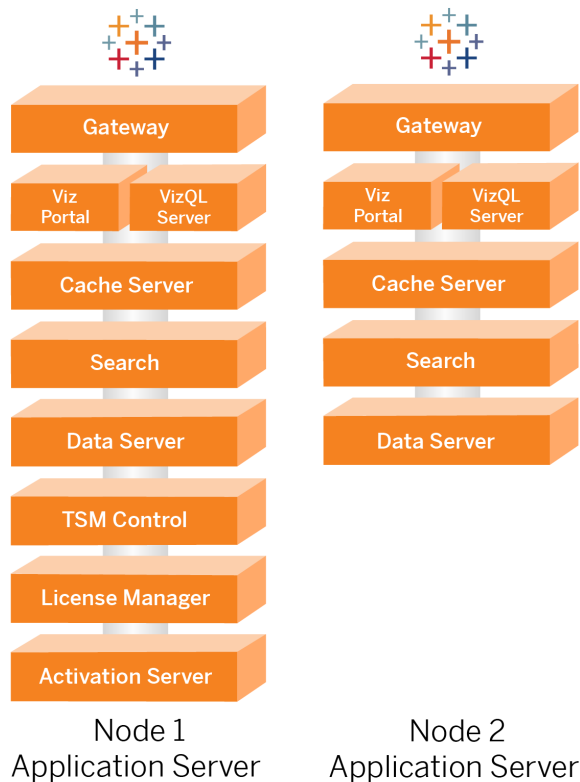 Gateway
Viz
Portal
VizQL
Server
Cache Server
Search
Data Server
TSM Control
License Manager
Activation Server
Node 1
Application Server
Gateway
Viz
Portal
VizQL
Server
Cache Server
Search
Data Server
Node 2
Application Server